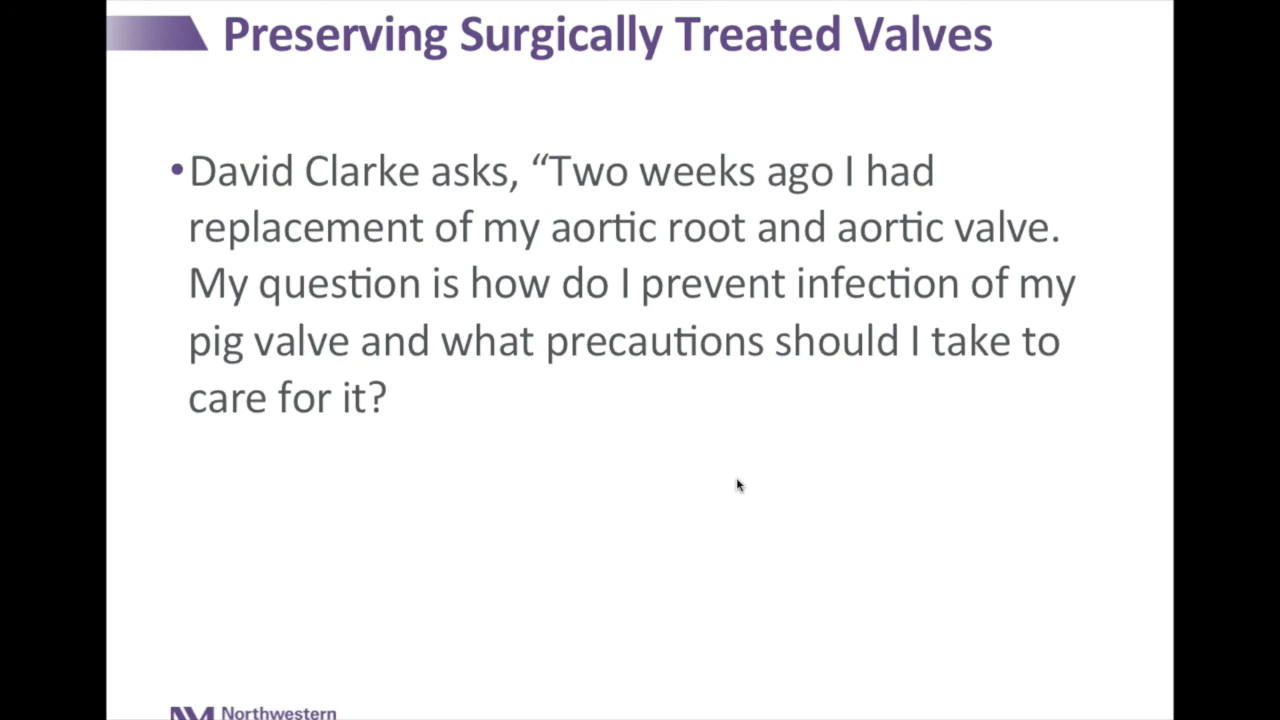 Preserving Surgically Treated Valves
•David Clarke asks, “Two weeks ago I had
replacement of my aortic root and aortic valve.
My question is how do I prevent infection of my
pig valve and what precautions should I take to
care for it?
Northwestern